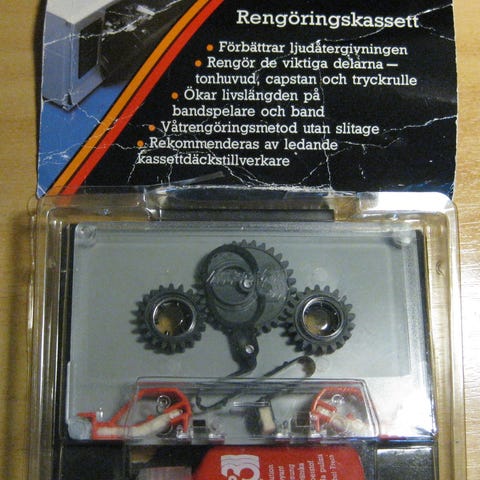 Rengöringskassett
• Förbättrar ljudåtergivningen
• Rengör de viktiga delarna —
tonhuvud, capstan och tryckrulle
• Ökar livslängden på
bandspelare och band
• Våtrengöringsmetod utan slitage
• Rekommenderas av ledande
kassettdäckstillverkare
3